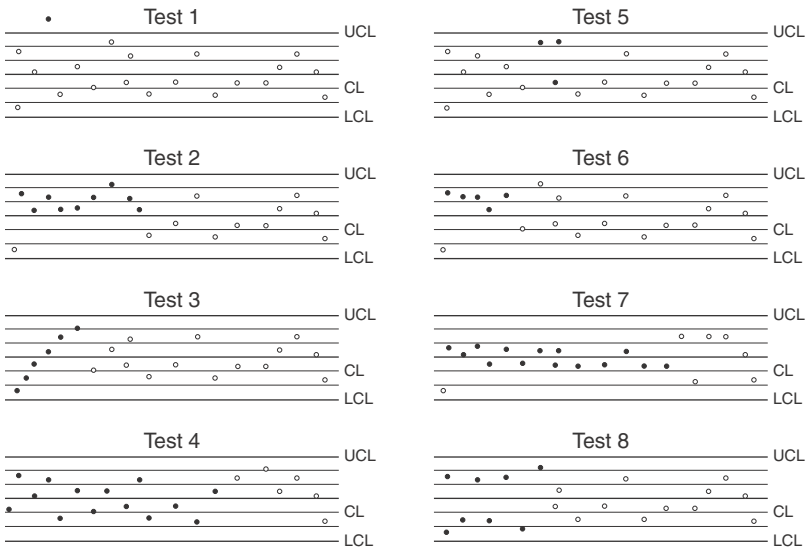 Test 1
UCL
CL
LCL
Test 2
UCL
CL
LCL
Test 3
UCL
CL
LCL
Test 4
UCL
CL
LCL
Test 5
UCL
CL
LCL
Test 6
UCL
CL
LCL
Test 7
UCL
CL
LCL
Test 8
UCL
CL
LCL